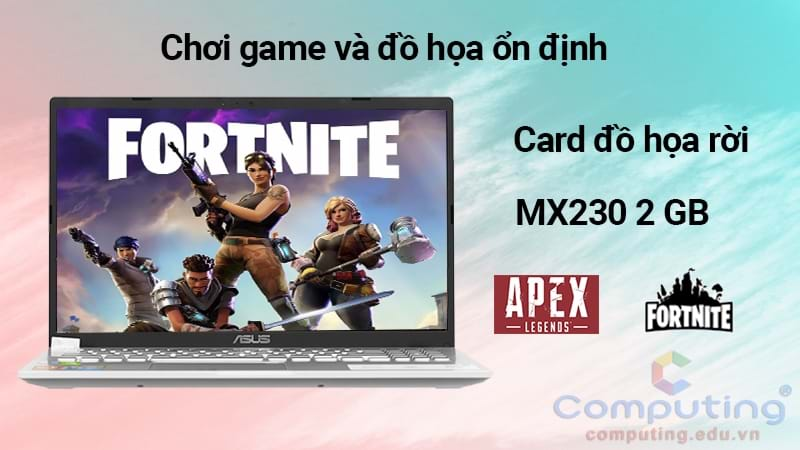 Chơi game và đồ họa ổn định
FORTNITE
Card đồ họa rời
MX230 2 GB
APEX
LEGENDS
FORTNITE
ASUS
Computing®
computing.edu.vn